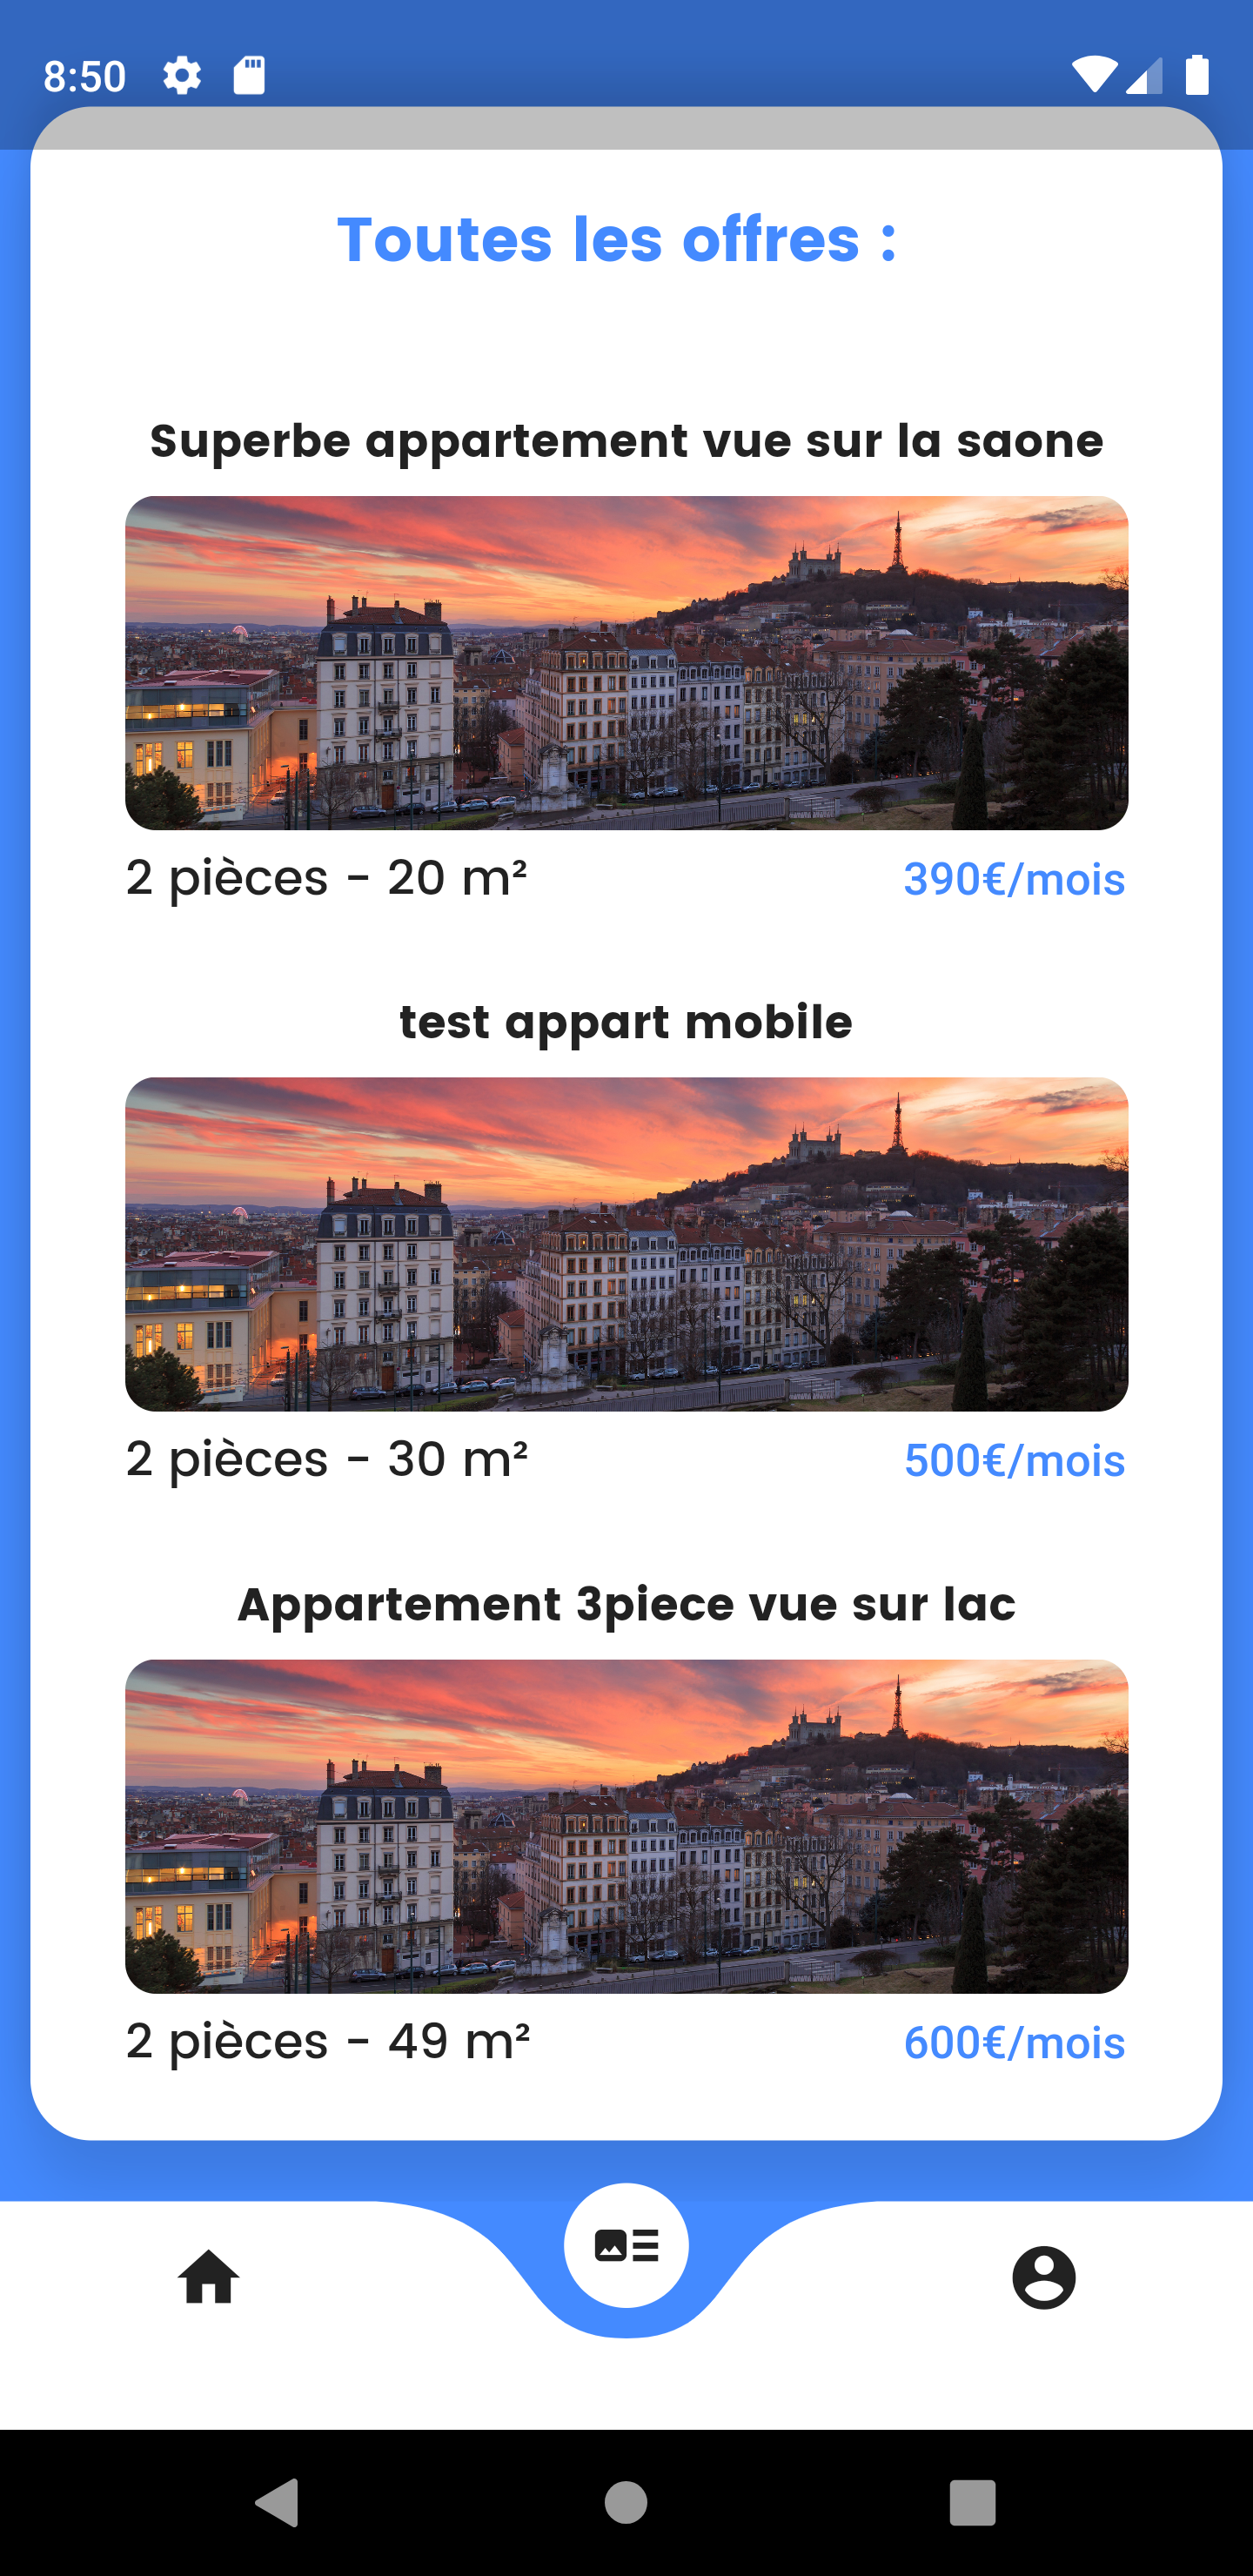 8:50
Toutes les offres :
Superbe appartement vue sur la saone
2 pièces - 20 m² 390€/mois
test appart mobile
2 pièces - 30 m² 500€/mois
Appartement 3piece vue sur lac
2 pièces - 49 m² 600€/mois